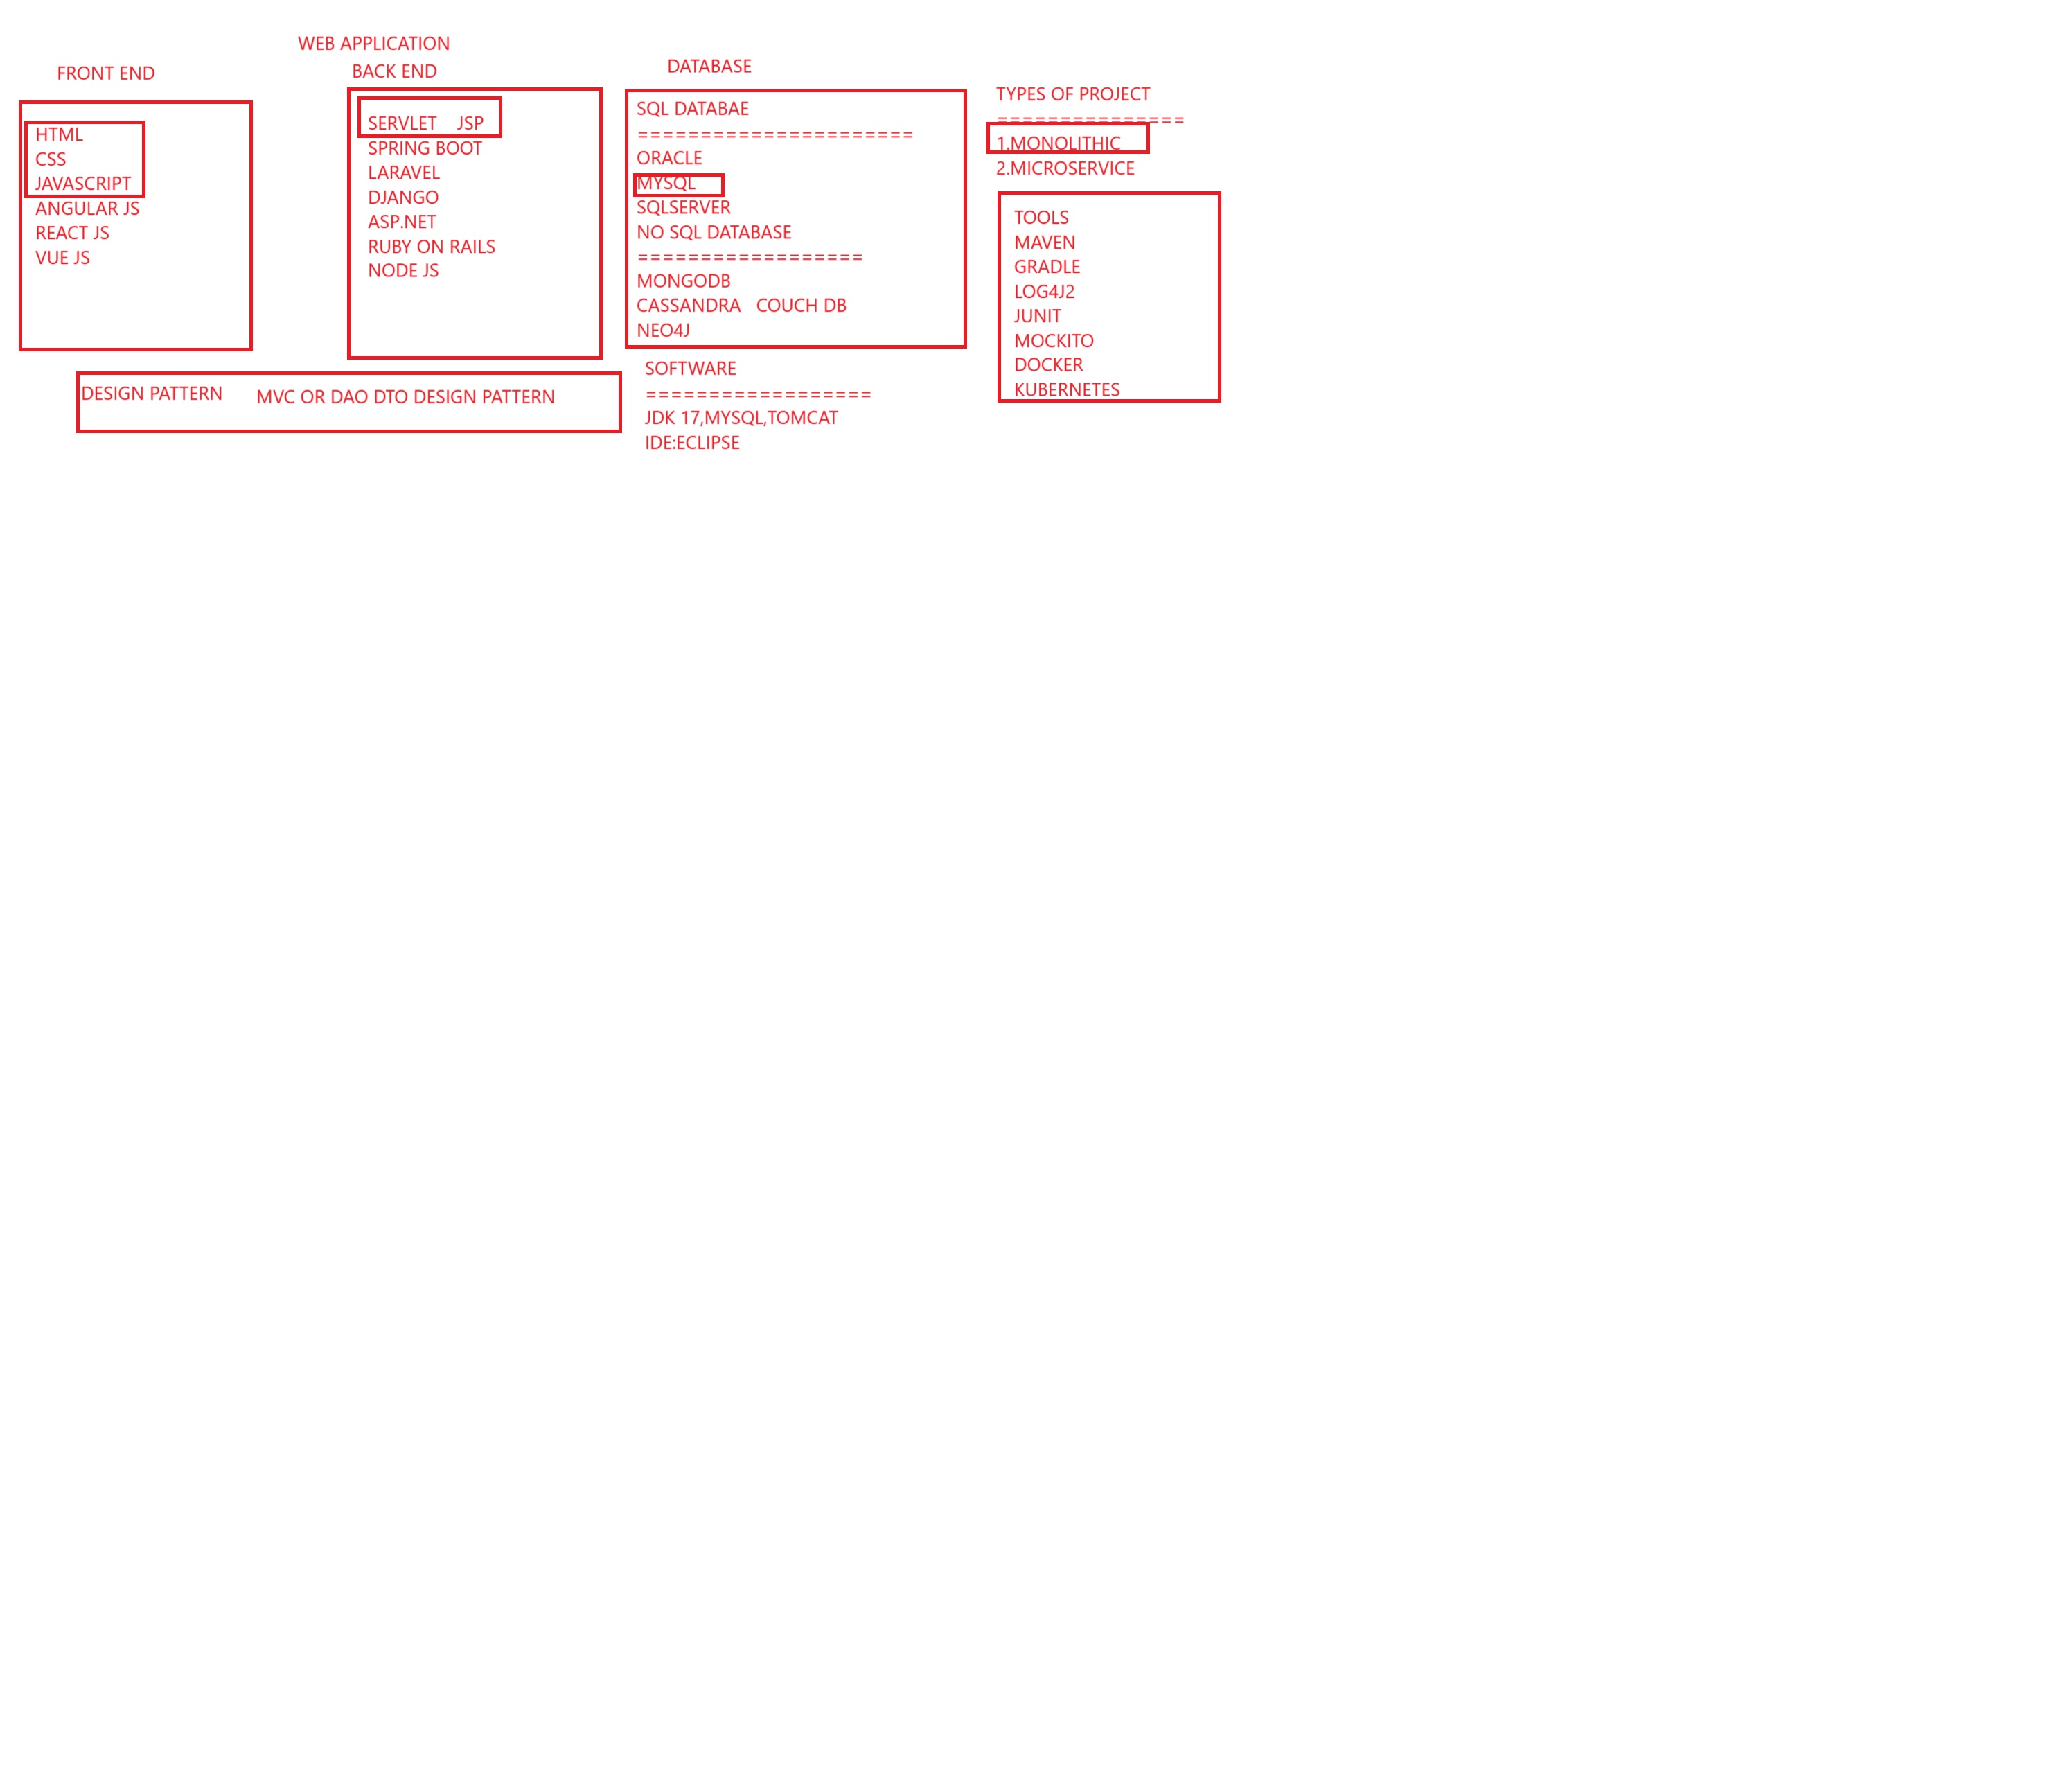 WEB APPLICATION
FRONT END
HTML
CSS
JAVASCRIPT
ANGULAR JS
REACT JS
VUE JS
BACK END
SERVLET    JSP
SPRING BOOT
LARAVEL
DJANGO
ASP.NET
RUBY ON RAILS
NODE JS
DATABASE
SQL DATABAE
======================
ORACLE
MYSQL
SQLSERVER
NO SQL DATABASE
==================
MONGODB
CASSANDRA   COUCH DB
NEO4J
TYPES OF PROJECT
===============
1.MONOLITHIC
2.MICROSERVICE
TOOLS
MAVEN
GRADLE
LOG4J2
JUNIT
MOCKITO
DOCKER
KUBERNETES
DESIGN PATTERN    MVC OR DAO DTO DESIGN PATTERN
SOFTWARE
==================
JDK 17,MYSQL,TOMCAT
IDE:ECLIPSE